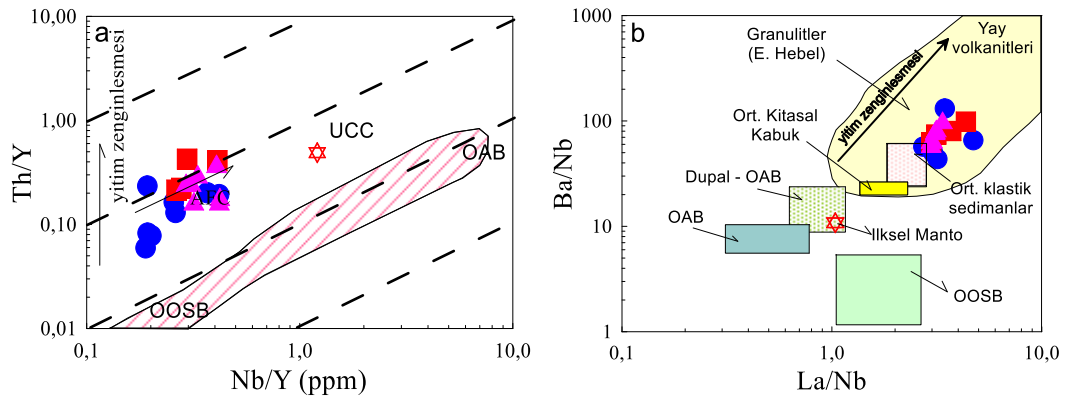 a
10,00
1,00
0,10
0,01
Th/Y
yitim zenginlesmesi
UCC
OAB
AFC
OOSB
0,1
1,0
10,0
Nb/Y (ppm)
b
1000
100
10
1
Ba/Nb
Granulitler
(E. Hebel)
Yay
volkanitleri
yitim zenginlesmesi
Ort. Kitasal
Kabuk
Dupal - OAB
Ort. klastik
sedimanlar
OAB
Ilksel Manto
OOSB
0,1
1,0
10,0
La/Nb